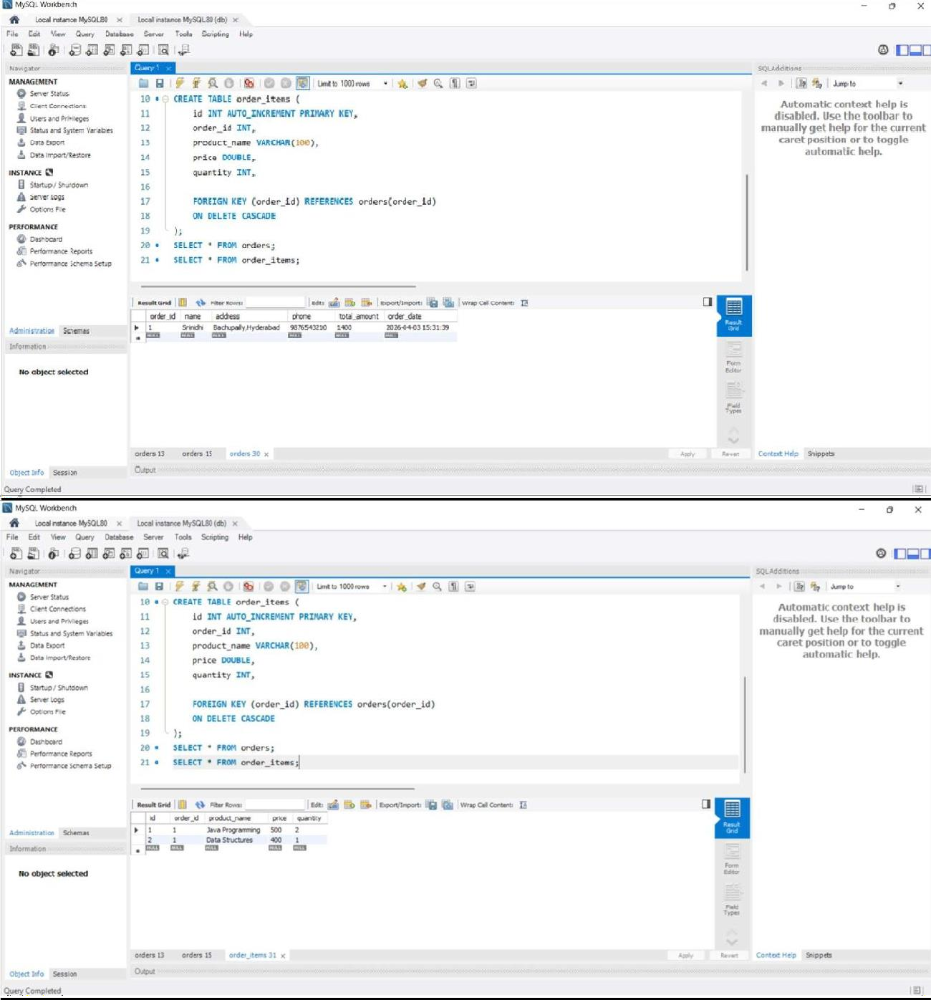 MySQL Workbench
Local instance MySQL80 Local instance MySQL80 (db)
File Edit View Query Database Server Tools Scripting Help
Navigator
MANAGEMENT
Server Status
Client Connections
Users and Privileges
Status and System Variables
Data Export
Data Import/Restore
INSTANCE
Startup / Shutdown
Server Logs
Options File
PERFORMANCE
Dashboard
Performance Reports
Performance Schema Setup
Administration Schemas
Information
No object selected
Object Info Session
Query 1
Limit to 1000 rows
10 CREATE TABLE order_items (
11 id INT AUTO_INCREMENT PRIMARY KEY,
12 order_id INT,
13 product_name VARCHAR(100),
14 price DOUBLE,
15 quantity INT,
16
17 FOREIGN KEY (order_id) REFERENCES orders(order_id)
18 ON DELETE CASCADE
19 );
20 SELECT * FROM orders;
21 SELECT * FROM order_items;
Result Grid Filter Rows: Edit: Export/Import: Wrap Cell Content:
order_id name address phone total_amount order_date
1 Srinidhi Bachupally,Hyderabad 9876543210 1400 2026-04-03 15:31:39
NULL NULL NULL NULL NULL NULL
Result Grid
Form Editor
Field Types
orders 13 orders 15 orders 30
Apply Revert
Output
SQLAdditions
Jump to
Automatic context help is
disabled. Use the toolbar to
manually get help for the current
caret position or to toggle
automatic help.
Context Help Snippets
Query Completed
MySQL Workbench
Local instance MySQL80 Local instance MySQL80 (db)
File Edit View Query Database Server Tools Scripting Help
Navigator
MANAGEMENT
Server Status
Client Connections
Users and Privileges
Status and System Variables
Data Export
Data Import/Restore
INSTANCE
Startup / Shutdown
Server Logs
Options File
PERFORMANCE
Dashboard
Performance Reports
Performance Schema Setup
Administration Schemas
Information
No object selected
Object Info Session
Query 1
Limit to 1000 rows
10 CREATE TABLE order_items (
11 id INT AUTO_INCREMENT PRIMARY KEY,
12 order_id INT,
13 product_name VARCHAR(100),
14 price DOUBLE,
15 quantity INT,
16
17 FOREIGN KEY (order_id) REFERENCES orders(order_id)
18 ON DELETE CASCADE
19 );
20 SELECT * FROM orders;
21 SELECT * FROM order_items;
Result Grid Filter Rows: Edit: Export/Import: Wrap Cell Content:
id order_id product_name price quantity
1 1 Java Programming 500 2
2 1 Data Structures 400 1
NULL NULL NULL NULL NULL
Result Grid
Form Editor
Field Types
orders 13 orders 15 order_items 31
Apply Revert
Output
SQLAdditions
Jump to
Automatic context help is
disabled. Use the toolbar to
manually get help for the current
caret position or to toggle
automatic help.
Context Help Snippets
Query Completed